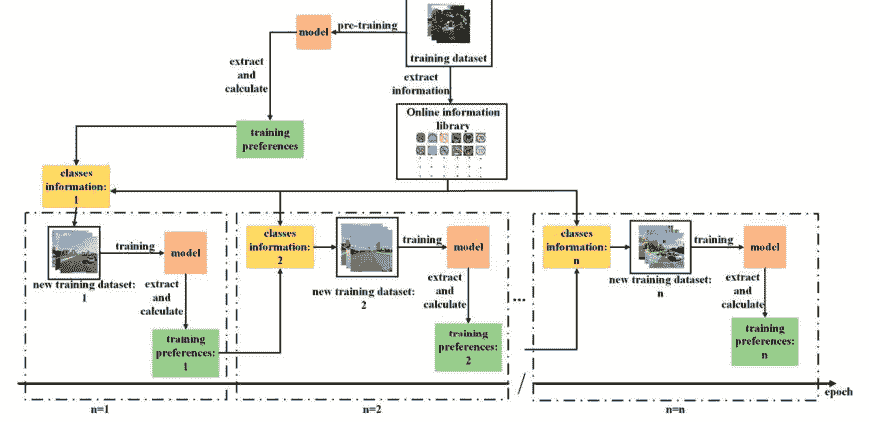 model
pre-training
training dataset
extract
and
calculate
extract
information
Online information
library
training
preferences
classes
information:
1
training
model
new training dataset:
1
extract
and
calculate
training
preferences:
1
classes
information:
2
training
model
new training dataset:
2
extract
and
calculate
training
preferences:
2
...
classes
information:
n
training
model
new training dataset:
n
extract
and
calculate
training
preferences:
n
/
epoch
n=1
n=2
n=n